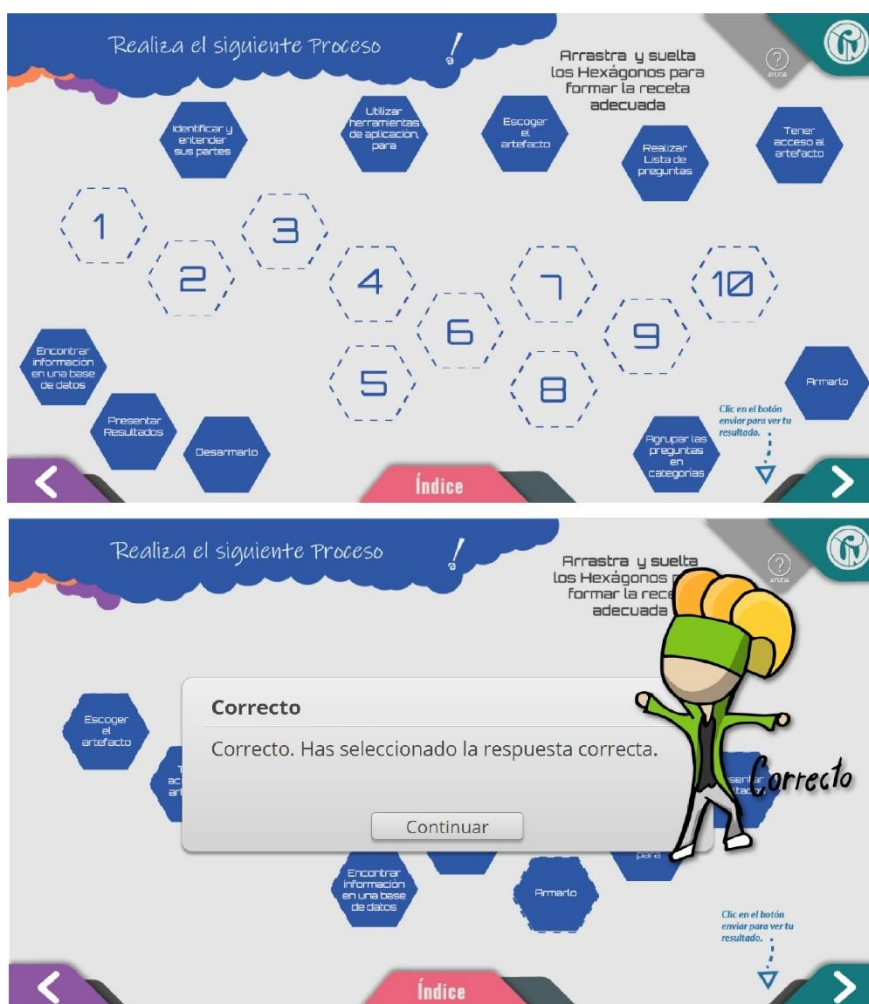 Realiza el siguiente Proceso
!
Arrastra y suelta
los Hexágonos para
formar la receta
adecuada
?
AYUDA
Identificar y
entender
sus partes
Utilizar
herramientas
de aplicación,
para
Escoger
el
artefacto
Realizar
Lista de
preguntas
Tener
acceso al
artefacto
1
2
3
4
5
6
7
8
9
10
Encontrar
información
en una base
de datos
Presentar
Resultados
Desarmarlo
Agrupar las
preguntas
en
categorías
Armarlo
Clic en el botón
enviar para ver tu
resultado.
Índice
Realiza el siguiente Proceso
!
Arrastra y suelta
los Hexágonos
formar la
adecuada
?
AYUDA
Escoger
el
artefacto
Correcto
Correcto. Has seleccionado la respuesta correcta.
Continuar
Correcto
Encontrar
información
en una base
de datos
Armarlo
para
Clic en el botón
enviar para ver tu
resultado.
Índice